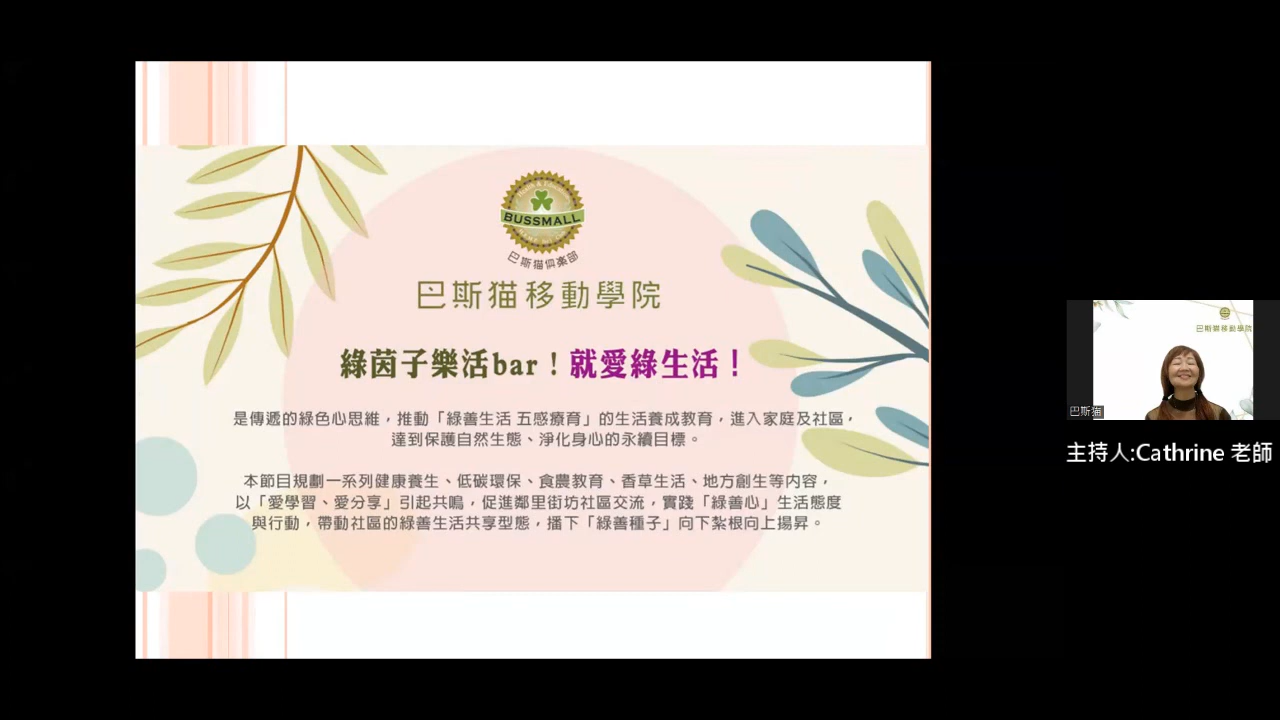 BUSSMALL
巴斯猫俱楽部
巴斯猫移動學院
綠茵子樂活bar！就愛綠生活！
是傳遞的綠色心思維，推動「綠善生活 五感療育」的生活養成教育，進入家庭及社區，
達到保護自然生態、淨化身心的永續目標。
本節目規劃一系列健康養生、低碳環保、食農教育、香草生活、地方創生等內容，
以「愛學習、愛分享」引起共鳴，促進鄰里街坊社區交流，實踐「綠善心」生活態度
與行動，帶動社區的綠善生活共享型態，播下「綠善種子」向下紮根向上揚昇。
巴斯猫移動學院
巴斯猫
主持人:Cathrine 老師